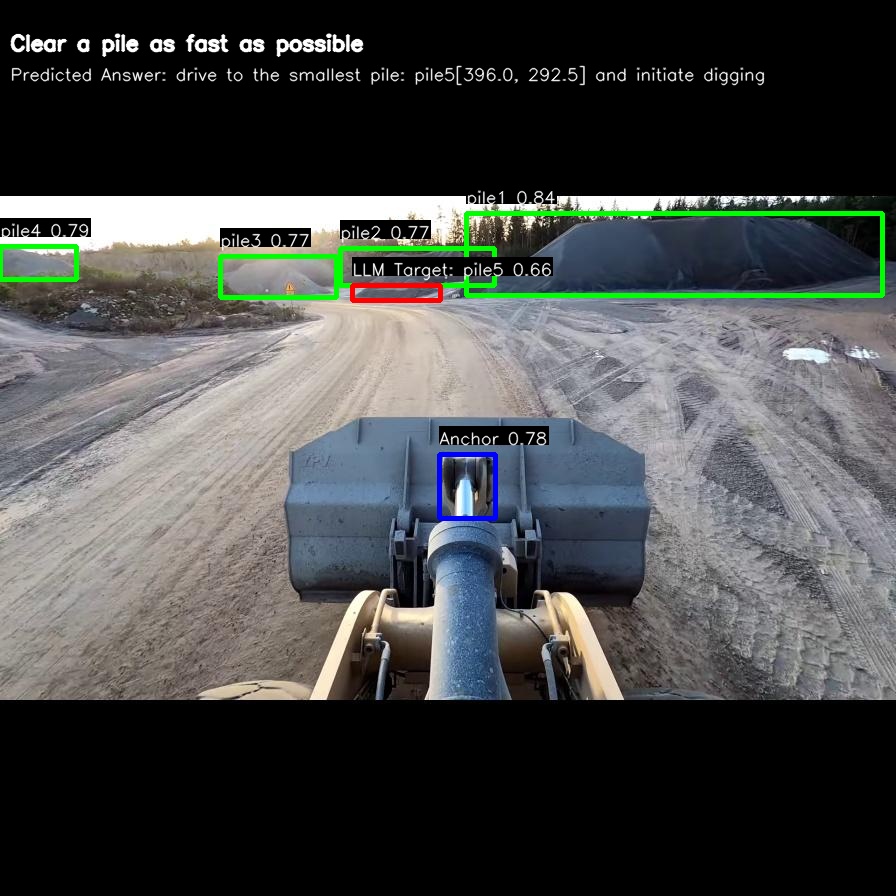 Clear a pile as fast as possible
Predicted Answer: drive to the smallest pile: pile5[396.0, 292.5] and initiate digging
pile1 0.84
pile4 0.79
pile3 0.77
pile2 0.77
LLM Target: pile5 0.66
Anchor 0.78